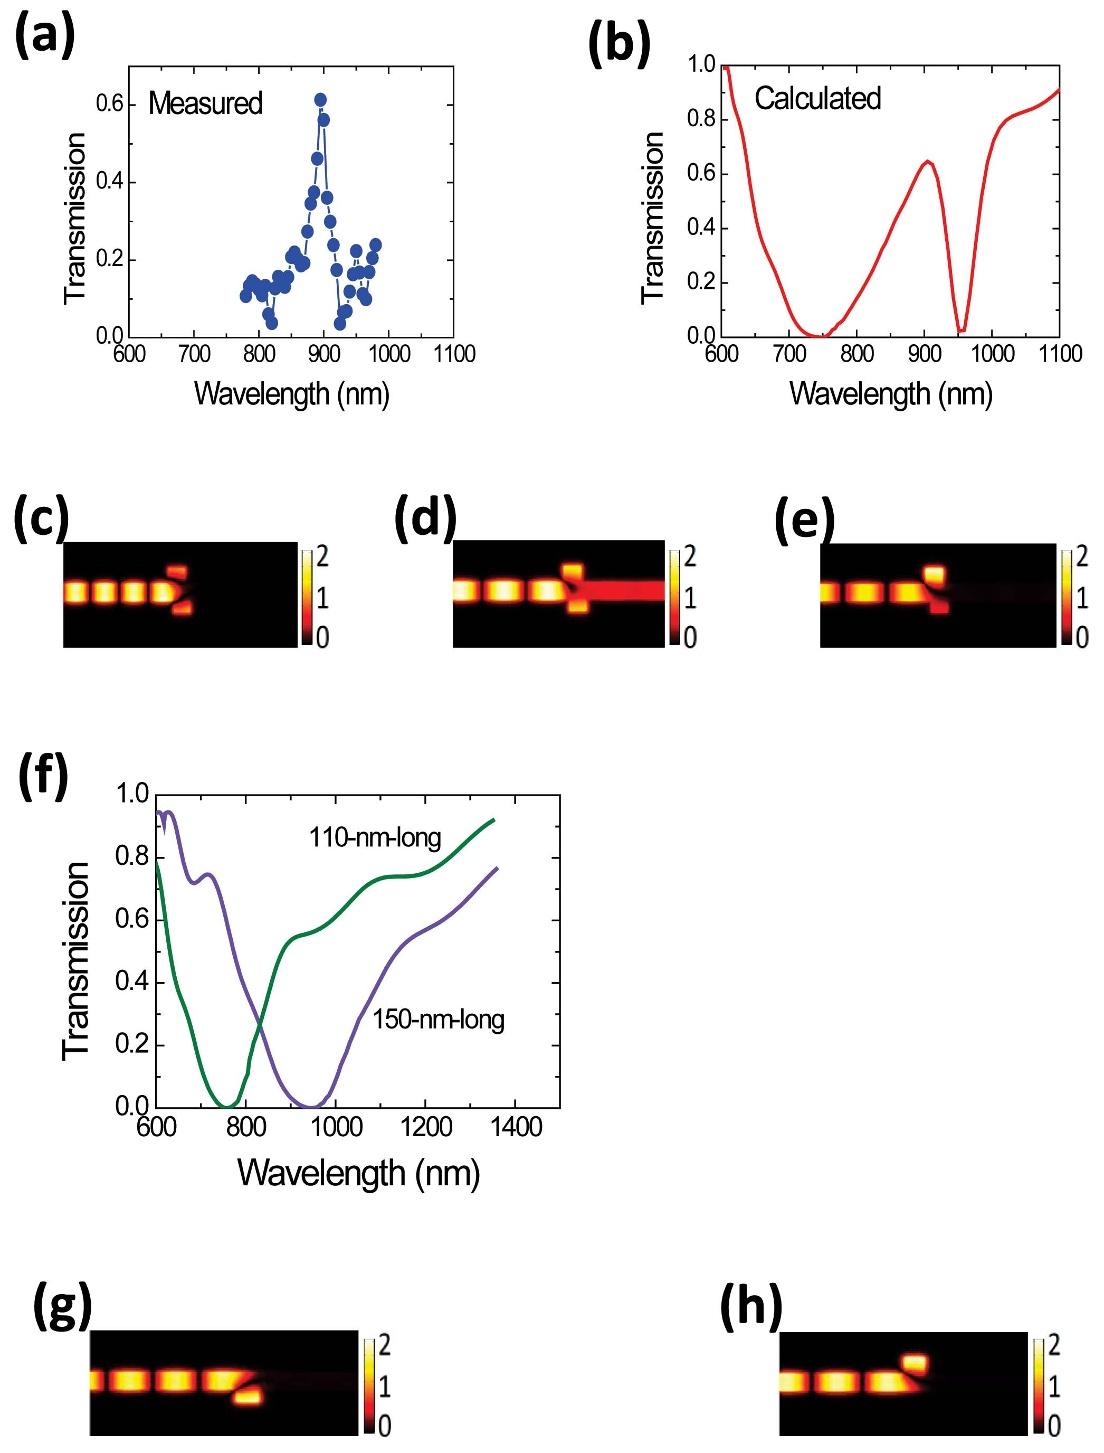 (a)
Measured
Transmission
0.6
0.4
0.2
0.0
600 700 800 900 1000 1100
Wavelength (nm)
(b)
Calculated
Transmission
1.0
0.8
0.6
0.4
0.2
0.0
600 700 800 900 1000 1100
Wavelength (nm)
(c)
2
1
0
(d)
2
1
0
(e)
2
1
0
(f)
Transmission
1.0
0.8
0.6
0.4
0.2
0.0
110-nm-long
150-nm-long
600 800 1000 1200 1400
Wavelength (nm)
(g)
2
1
0
(h)
2
1
0